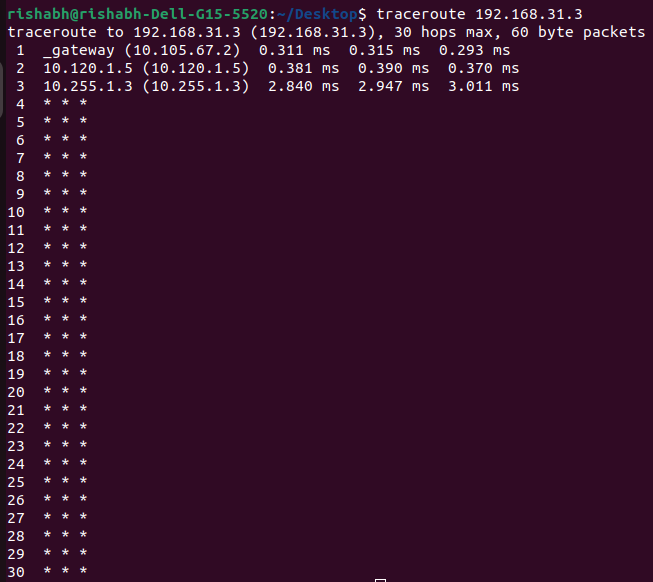 rishabh@rishabh-Dell-G15-5520:~/Desktop$ traceroute 192.168.31.3
traceroute to 192.168.31.3 (192.168.31.3), 30 hops max, 60 byte packets
 1  _gateway (10.105.67.2)  0.311 ms  0.315 ms  0.293 ms
 2  10.120.1.5 (10.120.1.5)  0.381 ms  0.390 ms  0.370 ms
 3  10.255.1.3 (10.255.1.3)  2.840 ms  2.947 ms  3.011 ms
 4  * * *
 5  * * *
 6  * * *
 7  * * *
 8  * * *
 9  * * *
10  * * *
11  * * *
12  * * *
13  * * *
14  * * *
15  * * *
16  * * *
17  * * *
18  * * *
19  * * *
20  * * *
21  * * *
22  * * *
23  * * *
24  * * *
25  * * *
26  * * *
27  * * *
28  * * *
29  * * *
30  * * *